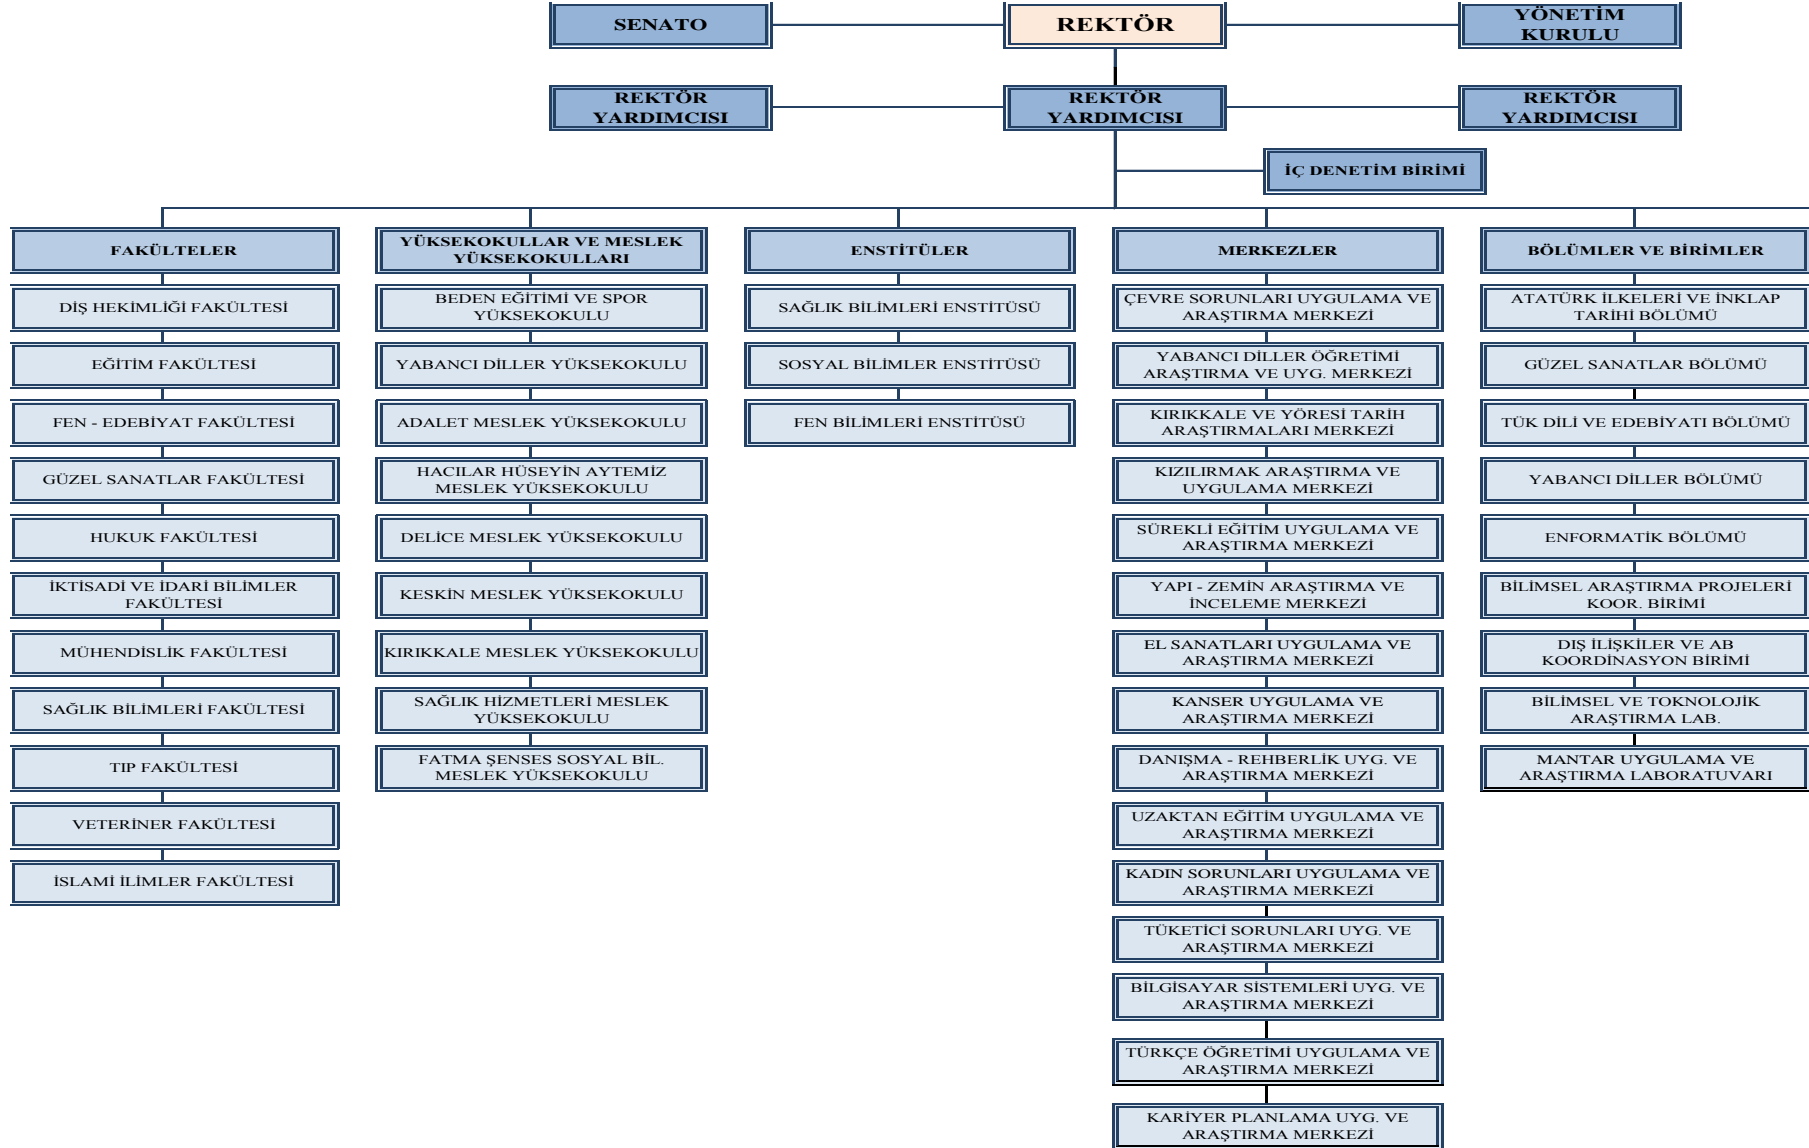 SENATO
REKTÖR
YÖNETİM
KURULU
REKTÖR
YARDIMCISI
REKTÖR
YARDIMCISI
REKTÖR
YARDIMCISI
İÇ DENETİM BİRİMİ
FAKÜLTELER
DİŞ HEKİMLİĞİ FAKÜLTESİ
EĞİTİM FAKÜLTESİ
FEN - EDEBİYAT FAKÜLTESİ
GÜZEL SANATLAR FAKÜLTESİ
HUKUK FAKÜLTESİ
İKTİSADİ VE İDARİ BİLİMLER
FAKÜLTESİ
MÜHENDİSLİK FAKÜLTESİ
SAĞLIK BİLİMLERİ FAKÜLTESİ
TIP FAKÜLTESİ
VETERİNER FAKÜLTESİ
İSLAMİ İLİMLER FAKÜLTESİ
YÜKSEKOKULLAR VE MESLEK
YÜKSEKOKULLARI
BEDEN EĞİTİMİ VE SPOR
YÜKSEKOKULU
YABANCI DİLLER YÜKSEKOKULU
ADALET MESLEK YÜKSEKOKULU
HACILAR HÜSEYİN AYTEMİZ
MESLEK YÜKSEKOKULU
DELİCE MESLEK YÜKSEKOKULU
KESKİN MESLEK YÜKSEKOKULU
KIRIKKALE MESLEK YÜKSEKOKULU
SAĞLIK HİZMETLERİ MESLEK
YÜKSEKOKULU
FATMA ŞENSES SOSYAL BİL.
MESLEK YÜKSEKOKULU
ENSTİTÜLER
SAĞLIK BİLİMLERİ ENSTİTÜSÜ
SOSYAL BİLİMLER ENSTİTÜSÜ
FEN BİLİMLERİ ENSTİTÜSÜ
MERKEZLER
ÇEVRE SORUNLARI UYGULAMA VE
ARAŞTIRMA MERKEZİ
YABANCI DİLLER ÖĞRETİMİ
ARAŞTIRMA VE UYG. MERKEZİ
KIRIKKALE VE YÖRESİ TARİH
ARAŞTIRMALARI MERKEZİ
KIZILIRMAK ARAŞTIRMA VE
UYGULAMA MERKEZİ
SÜREKLİ EĞİTİM UYGULAMA VE
ARAŞTIRMA MERKEZİ
YAPI - ZEMİN ARAŞTIRMA VE
İNCELEME MERKEZİ
EL SANATLARI UYGULAMA VE
ARAŞTIRMA MERKEZİ
KANSER UYGULAMA VE
ARAŞTIRMA MERKEZİ
DANIŞMA - REHBERLİK UYG. VE
ARAŞTIRMA MERKEZİ
UZAKTAN EĞİTİM UYGULAMA VE
ARAŞTIRMA MERKEZİ
KADIN SORUNLARI UYGULAMA VE
ARAŞTIRMA MERKEZİ
TÜKETİCİ SORUNLARI UYG. VE
ARAŞTIRMA MERKEZİ
BİLGİSAYAR SİSTEMLERİ UYG. VE
ARAŞTIRMA MERKEZİ
TÜRKÇE ÖĞRETİMİ UYGULAMA VE
ARAŞTIRMA MERKEZİ
KARİYER PLANLAMA UYG. VE
ARAŞTIRMA MERKEZİ
BÖLÜMLER VE BİRİMLER
ATATÜRK İLKELERİ VE İNKLAP
TARİHİ BÖLÜMÜ
GÜZEL SANATLAR BÖLÜMÜ
TÜK DİLİ VE EDEBİYATI BÖLÜMÜ
YABANCI DİLLER BÖLÜMÜ
ENFORMATİK BÖLÜMÜ
BİLİMSEL ARAŞTIRMA PROJELERİ
KOOR. BİRİMİ
DIŞ İLİŞKİLER VE AB
KOORDİNASYON BİRİMİ
BİLİMSEL VE TOKNOLOJİK
ARAŞTIRMA LAB.
MANTAR UYGULAMA VE
ARAŞTIRMA LABORATUVARI